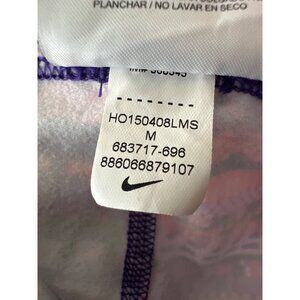 PLANCHAR / NO LAVAR EN SECO
HO150408LMS
M
683717-696
886066879107